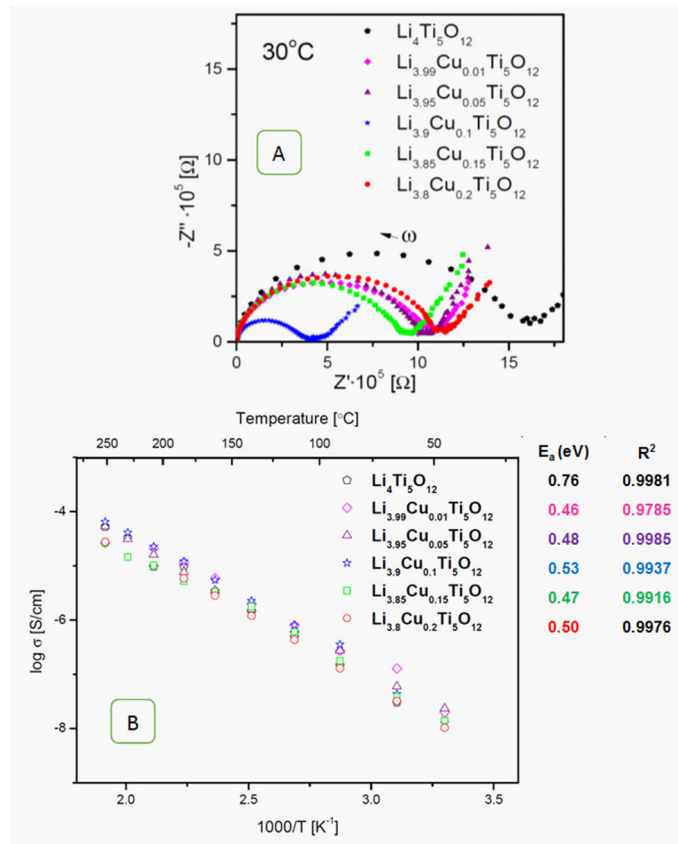 30°C
Li₄Ti₅O₁₂
Li₃.₉₉Cu₀.₀₁Ti₅O₁₂
Li₃.₉₅Cu₀.₀₅Ti₅O₁₂
Li₃.₉Cu₀.₁Ti₅O₁₂
Li₃.₈₅Cu₀.₁₅Ti₅O₁₂
Li₃.₈Cu₀.₂Ti₅O₁₂
A
ω
-Z''·10⁵ [Ω]
15
10
5
0
0 5 10 15
Z'·10⁵ [Ω]
Temperature [°C]
250 200 150 100 50
Li₄Ti₅O₁₂
Li₃.₉₉Cu₀.₀₁Ti₅O₁₂
Li₃.₉₅Cu₀.₀₅Ti₅O₁₂
Li₃.₉Cu₀.₁Ti₅O₁₂
Li₃.₈₅Cu₀.₁₅Ti₅O₁₂
Li₃.₈Cu₀.₂Ti₅O₁₂
Eₐ (eV) R²
0.76 0.9981
0.46 0.9785
0.48 0.9985
0.53 0.9937
0.47 0.9916
0.50 0.9976
log σ [S/cm]
-4
-6
-8
B
2.0 2.5 3.0 3.5
1000/T [K⁻¹]